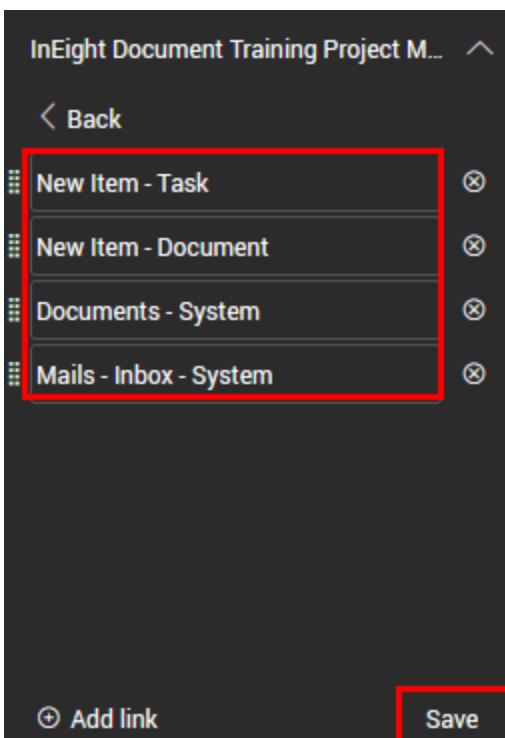 InEight Document Training Project M...
Back
New Item - Task
New Item - Document
Documents - System
Mails - Inbox - System
Add link
Save